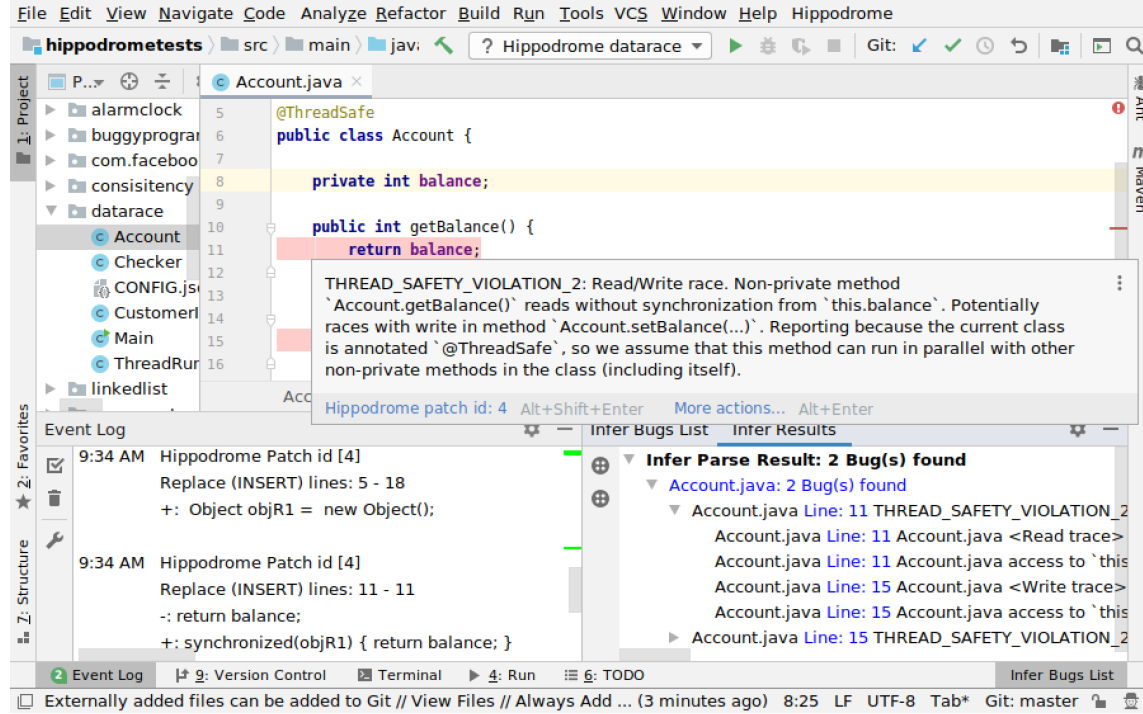 File Edit View Navigate Code Analyze Refactor Build Run Tools VCS Window Help Hippodrome
hippodrometests src main java ? Hippodrome datarace Git:
1: Project
P... Account.java
Ant
Maven
alarmclock
buggyprogra
com.faceboo
consisitency
datarace
Account
Checker
CONFIG.js
CustomerI
Main
ThreadRur
linkedlist
5 @ThreadSafe
6 public class Account {
7
8 private int balance;
9
10 public int getBalance() {
11 return balance;
12
13
14
15
16
Acc
THREAD_SAFETY_VIOLATION_2: Read/Write race. Non-private method
`Account.getBalance()` reads without synchronization from `this.balance`. Potentially
races with write in method `Account.setBalance(...)`. Reporting because the current class
is annotated `@ThreadSafe`, so we assume that this method can run in parallel with other
non-private methods in the class (including itself).
Hippodrome patch id: 4 Alt+Shift+Enter More actions... Alt+Enter
2: Favorites
7: Structure
Event Log
9:34 AM Hippodrome Patch id [4]
Replace (INSERT) lines: 5 - 18
+: Object objR1 = new Object();
9:34 AM Hippodrome Patch id [4]
Replace (INSERT) lines: 11 - 11
-: return balance;
+: synchronized(objR1) { return balance; }
Infer Bugs List Infer Results
Infer Parse Result: 2 Bug(s) found
Account.java: 2 Bug(s) found
Account.java Line: 11 THREAD_SAFETY_VIOLATION_2
Account.java Line: 11 Account.java <Read trace>
Account.java Line: 11 Account.java access to `this
Account.java Line: 15 Account.java <Write trace>
Account.java Line: 15 Account.java access to `this
Account.java Line: 15 THREAD_SAFETY_VIOLATION_2
2 Event Log 9: Version Control Terminal 4: Run 6: TODO Infer Bugs List
Externally added files can be added to Git // View Files // Always Add ... (3 minutes ago) 8:25 LF UTF-8 Tab* Git: master